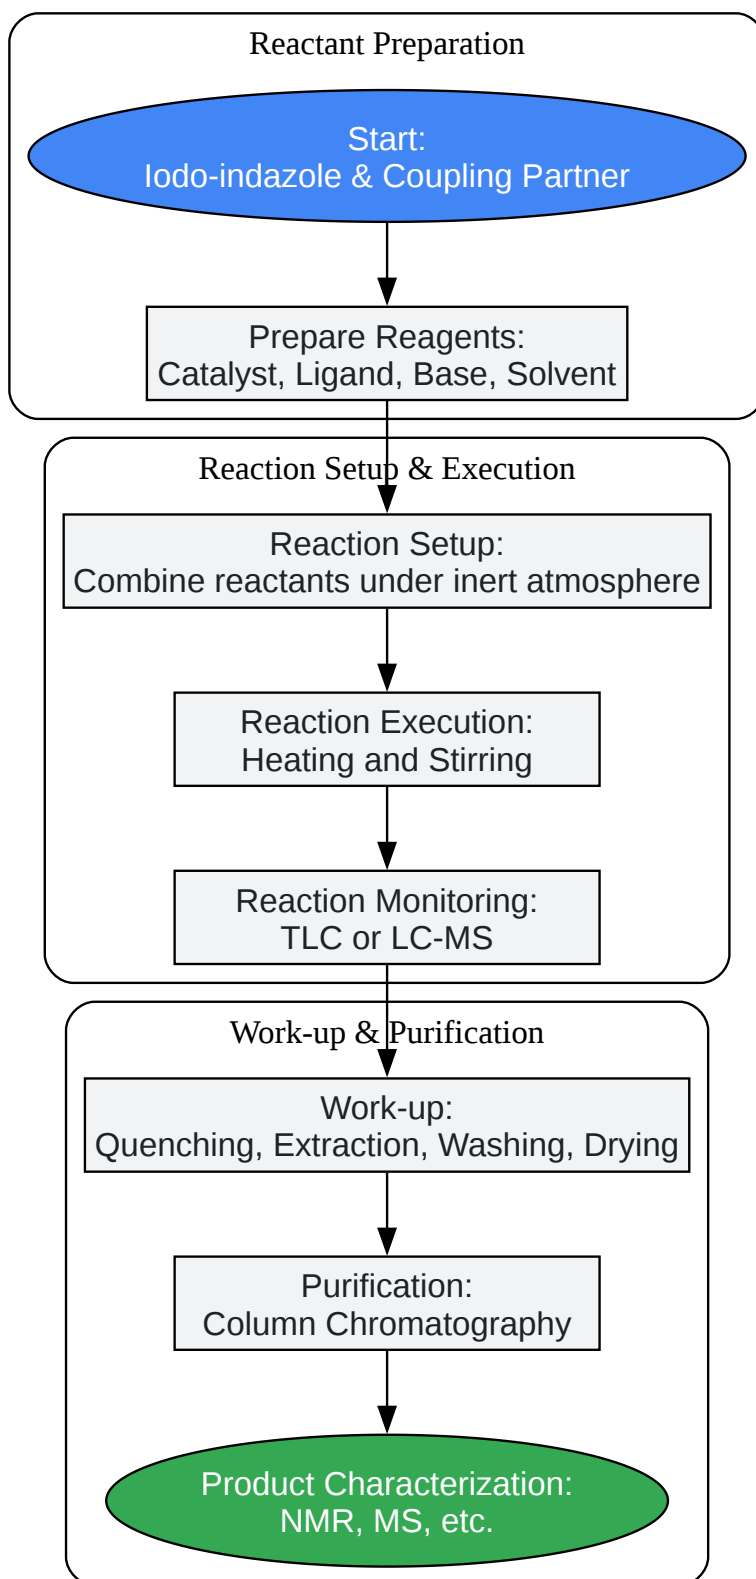 Reactant Preparation
Start:
Iodo-indazole & Coupling Partner
Prepare Reagents:
Catalyst, Ligand, Base, Solvent
Reaction Setup & Execution
Reaction Setup:
Combine reactants under inert atmosphere
Reaction Execution:
Heating and Stirring
Reaction Monitoring:
TLC or LC-MS
Work-up & Purification
Work-up:
Quenching, Extraction, Washing, Drying
Purification:
Column Chromatography
Product Characterization:
NMR, MS, etc.